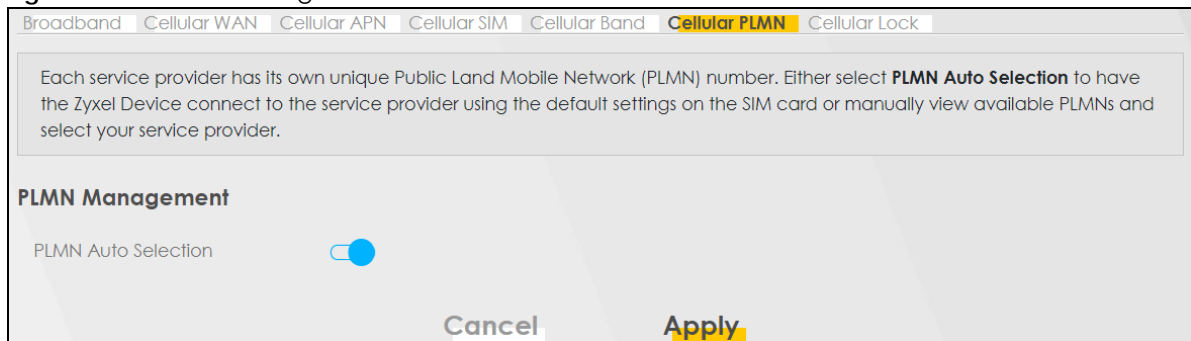 Broadband Cellular WAN Cellular APN Cellular SIM Cellular Band Cellular PLMN Cellular Lock
Each service provider has its own unique Public Land Mobile Network (PLMN) number. Either select PLMN Auto Selection to have
the Zyxel Device connect to the service provider using the default settings on the SIM card or manually view available PLMNs and
select your service provider.
PLMN Management
PLMN Auto Selection
Cancel Apply